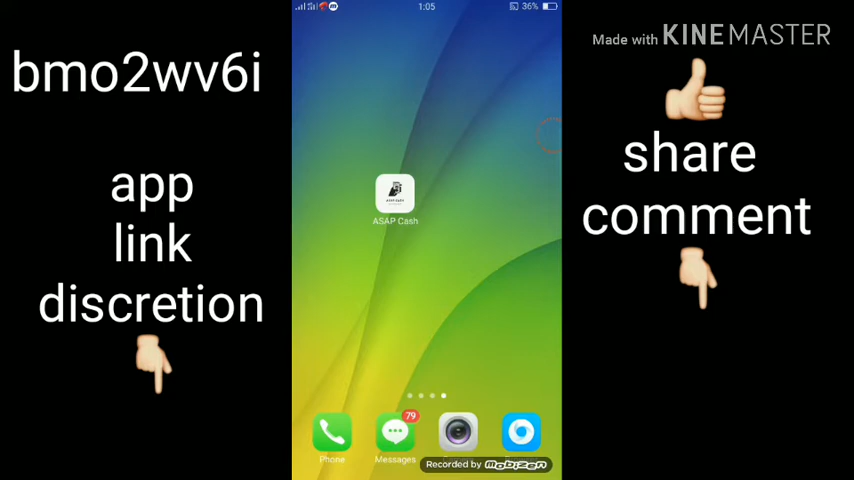 bmo2wv6i
app
link
discretion
1:05
36%
ASAP Cash
79
Phone
Messages
Recorded by mobizen
Made with KINEMASTER
share
comment